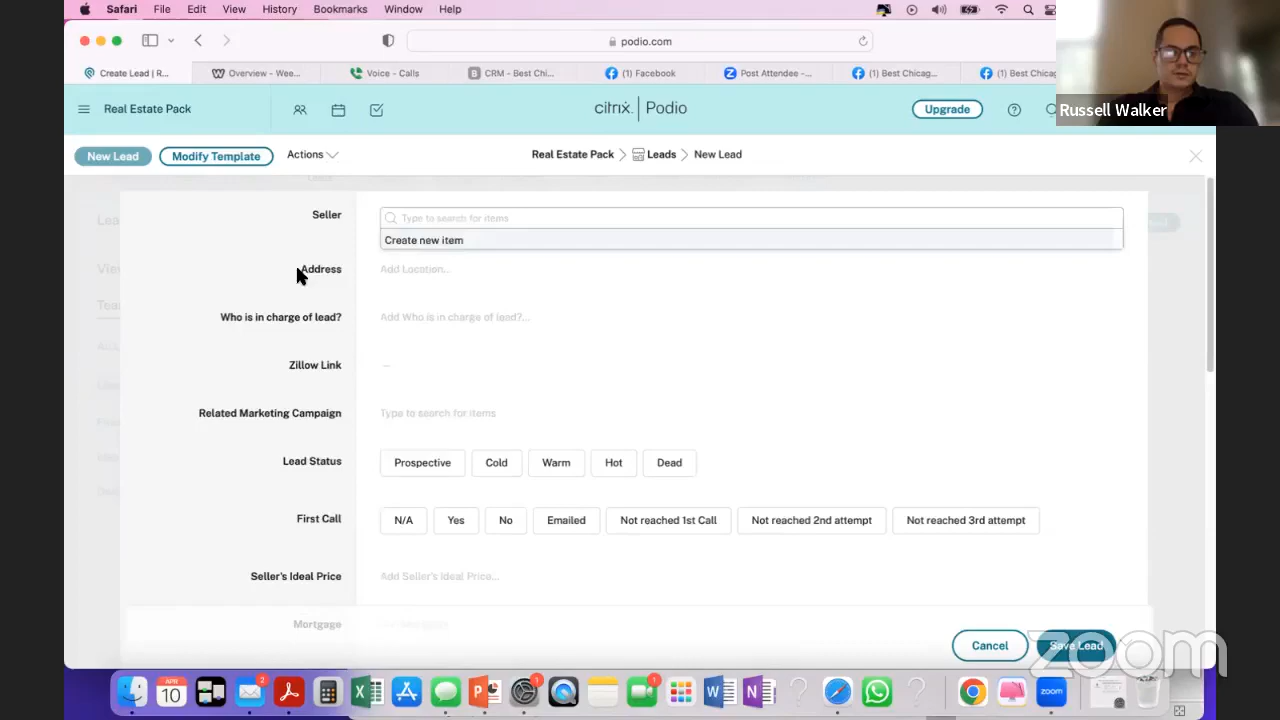 Safari File Edit View History Bookmarks Window Help
podio.com
Create Lead | R... Overview - Wee... Voice - Calls CRM - Best Chi... (1) Facebook Post Attendee -... (1) Best Chicag... (1) Best Chicag
Real Estate Pack citrix | Podio Upgrade
Russell Walker
New Lead Modify Template Actions Real Estate Pack Leads New Lead
Seller Type to search for items
Create new item
Address Add Location...
Who is in charge of lead? Add Who is in charge of lead?...
Zillow Link --
Related Marketing Campaign Type to search for items
Lead Status Prospective Cold Warm Hot Dead
First Call N/A Yes No Emailed Not reached 1st Call Not reached 2nd attempt Not reached 3rd attempt
Seller's Ideal Price Add Seller's Ideal Price...
Mortgage
Cancel Save Lead
zoom
APR
10 2 1 1 zoom